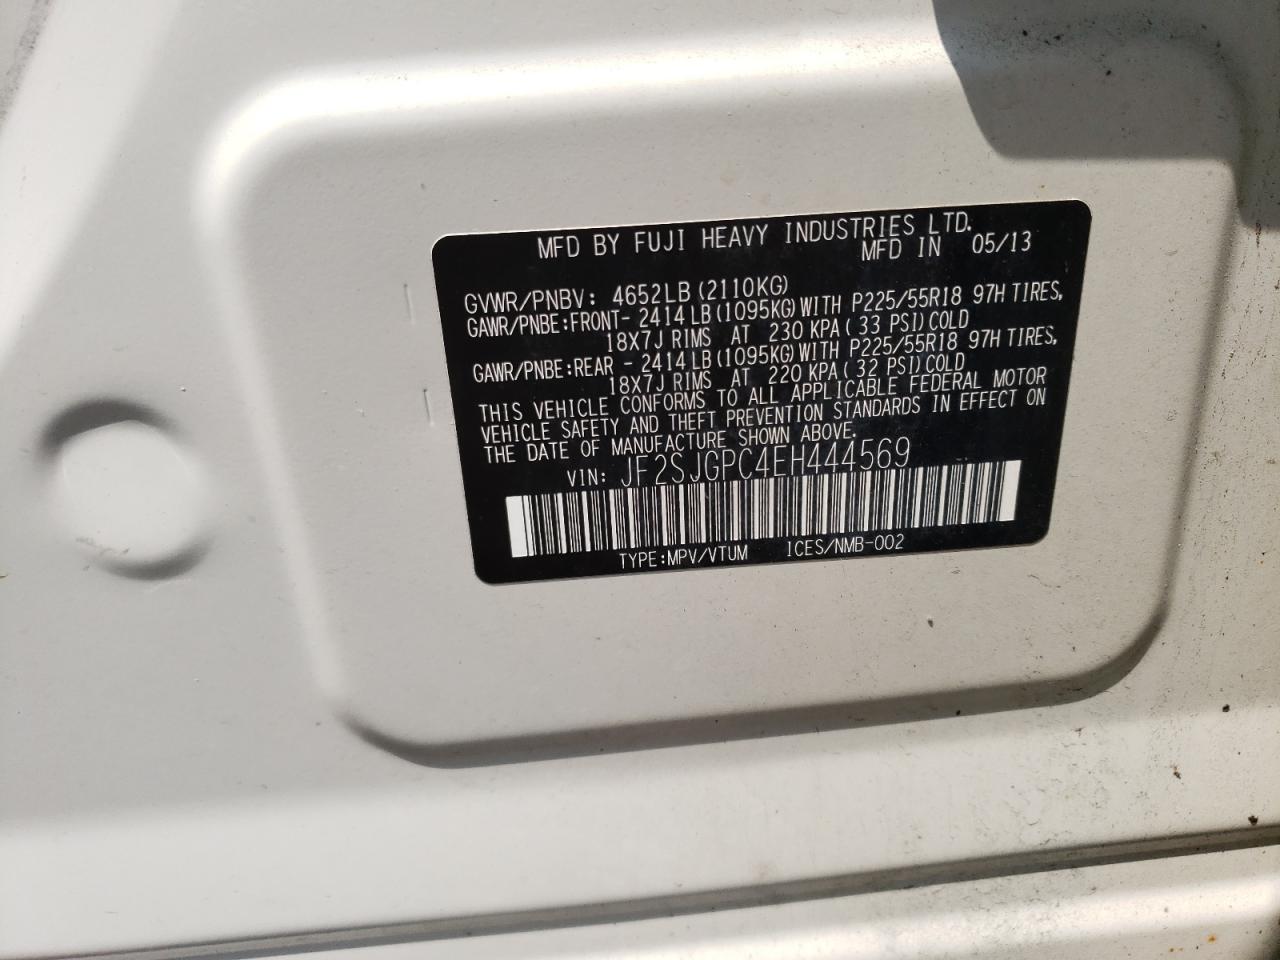 MFD BY FUJI HEAVY INDUSTRIES LTD.
MFD IN 05/13
GVWR/PNBV: 4652LB(2110KG)
GAWR/PNBE:FRONT- 2414LB(1095KG)WITH P225/55R18 97H TIRES,
18X7J RIMS AT 230 KPA( 33 PSI)COLD
GAWR/PNBE:REAR - 2414LB(1095KG)WITH P225/55R18 97H TIRES,
18X7J RIMS AT 220 KPA( 32 PSI)COLD
THIS VEHICLE CONFORMS TO ALL APPLICABLE FEDERAL MOTOR
VEHICLE SAFETY AND THEFT PREVENTION STANDARDS IN EFFECT ON
THE DATE OF MANUFACTURE SHOWN ABOVE.
VIN: JF2SJGPC4EH444569
TYPE:MPV/VTUM ICES/NMB-002